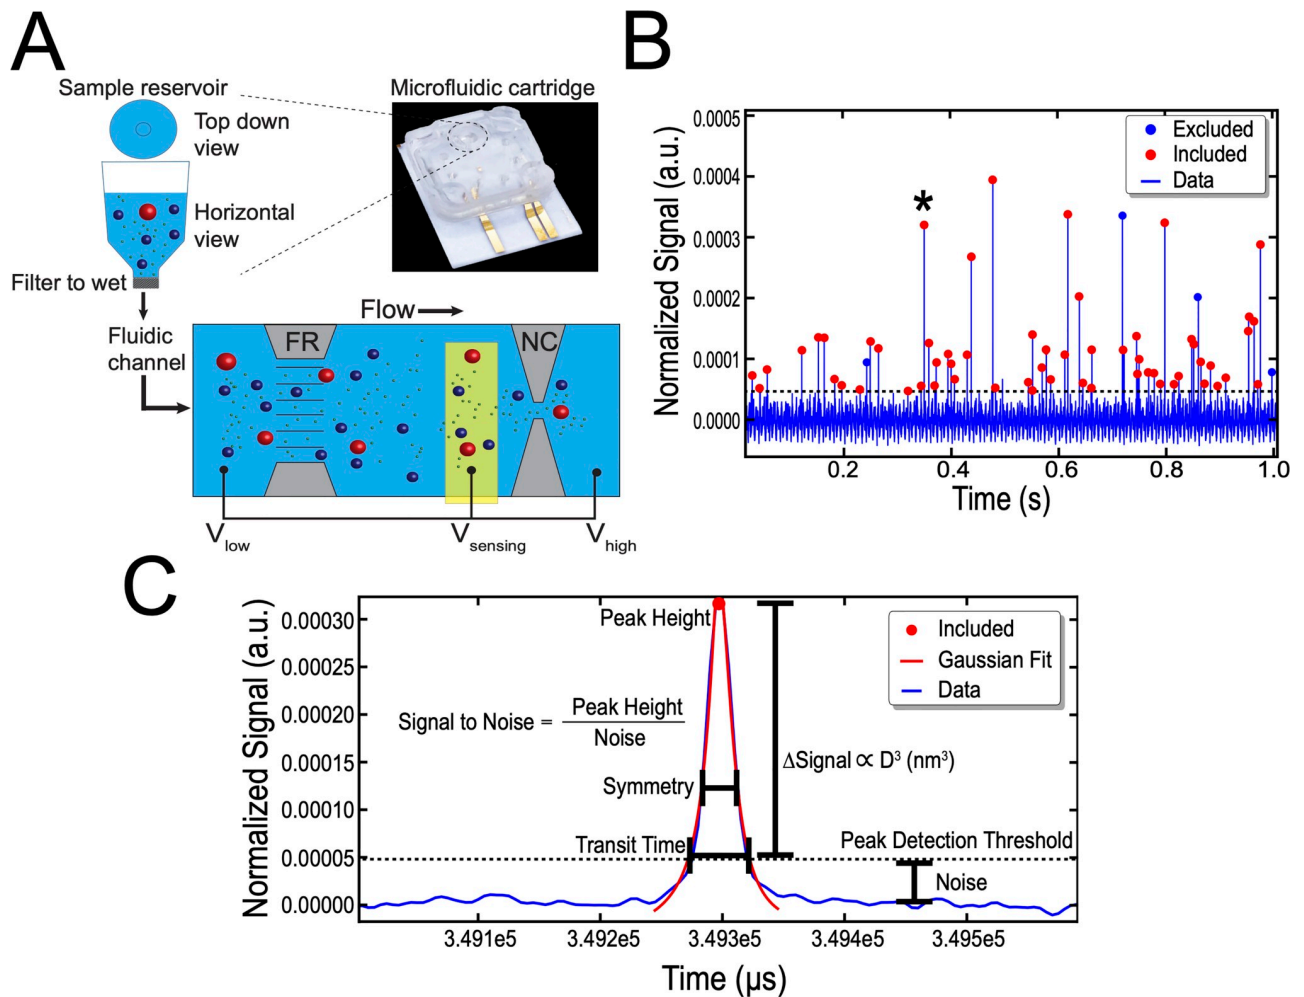 A
Sample reservoir
Top down
view
Horizontal
view
Filter to wet
Fluidic
channel
Microfluidic cartridge
Flow
FR
NC
V low
V sensing
V high
B
Normalized Signal (a.u.)
0.0005
0.0004
0.0003
0.0002
0.0001
0.0000
*
Excluded
Included
Data
0.2 0.4 0.6 0.8 1.0
Time (s)
C
Normalized Signal (a.u.)
0.00030
0.00025
0.00020
0.00015
0.00010
0.00005
0.00000
Peak Height
Signal to Noise = Peak Height
Noise
Symmetry
Transit Time
ΔSignal ∝ D³ (nm³)
Peak Detection Threshold
Noise
Included
Gaussian Fit
Data
3.491e5 3.492e5 3.493e5 3.494e5 3.495e5
Time (µs)